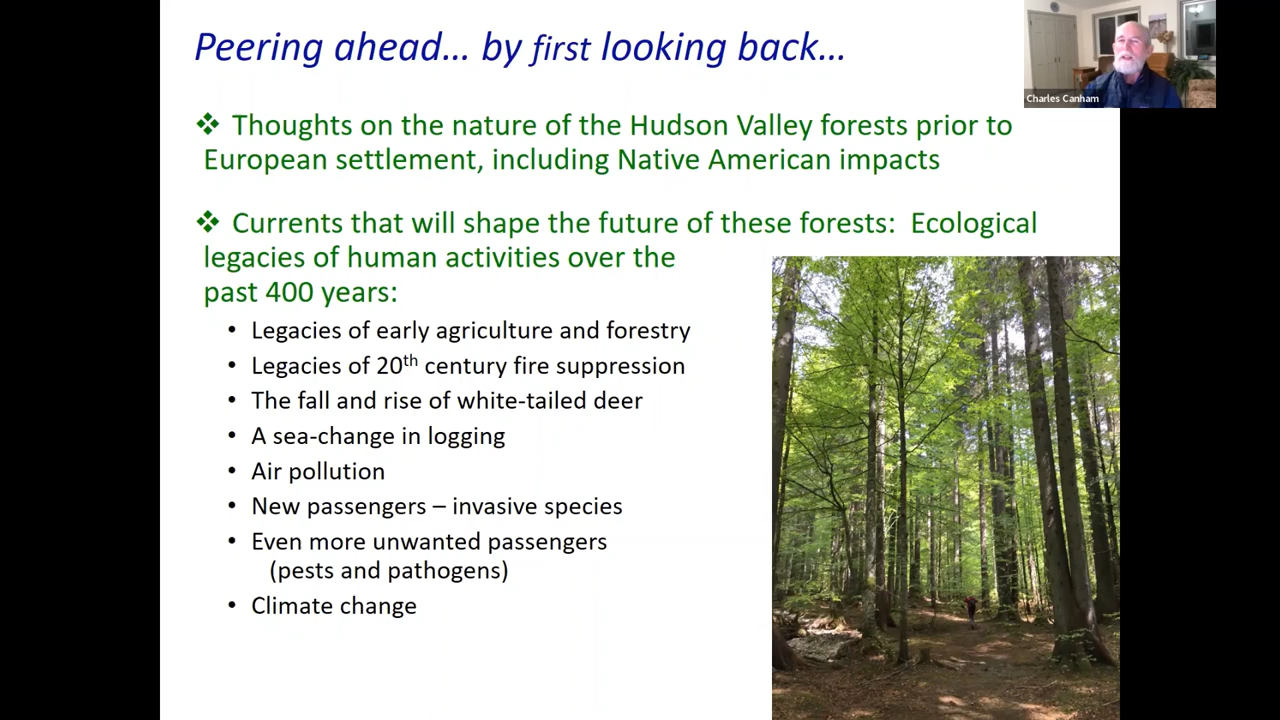 Peering ahead... by first looking back...
Charles Canham
❖ Thoughts on the nature of the Hudson Valley forests prior to
European settlement, including Native American impacts
❖ Currents that will shape the future of these forests: Ecological
legacies of human activities over the
past 400 years:
• Legacies of early agriculture and forestry
• Legacies of 20th century fire suppression
• The fall and rise of white-tailed deer
• A sea-change in logging
• Air pollution
• New passengers – invasive species
• Even more unwanted passengers
(pests and pathogens)
• Climate change